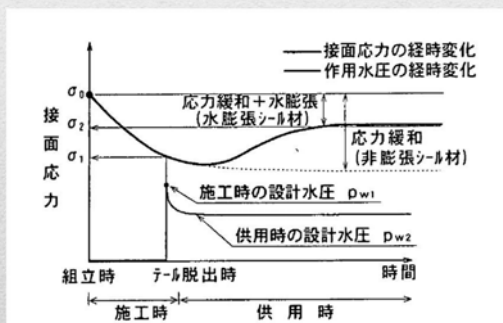 接面応力の経時変化
作用水圧の経時変化
σ₀
応力緩和+水膨張
(水膨張シール材)
σ₂
応力緩和
(非膨張シール材)
σ₁
接面応力
施工時の設計水圧 pw1
供用時の設計水圧 pw2
組立時
テール脱出時
時間
施工時
供用時